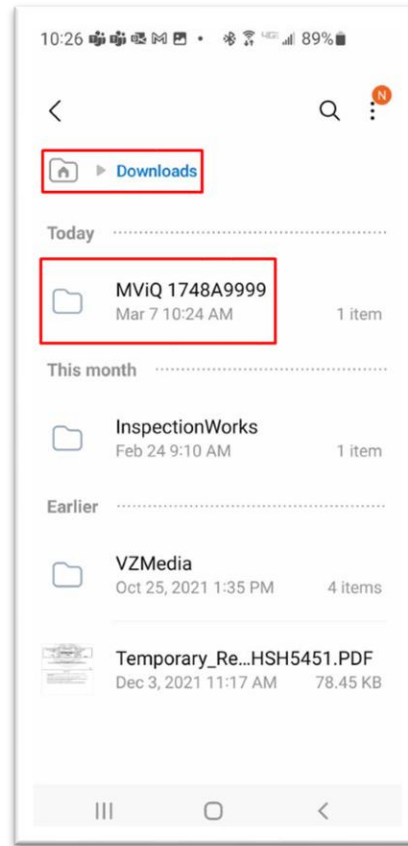 10:26 89%
N
Downloads
Today
MViQ 1748A9999
Mar 7 10:24 AM 1 item
This month
InspectionWorks
Feb 24 9:10 AM 1 item
Earlier
VZMedia
Oct 25, 2021 1:35 PM 4 items
Temporary_Re...HSH5451.PDF
Dec 3, 2021 11:17 AM 78.45 KB